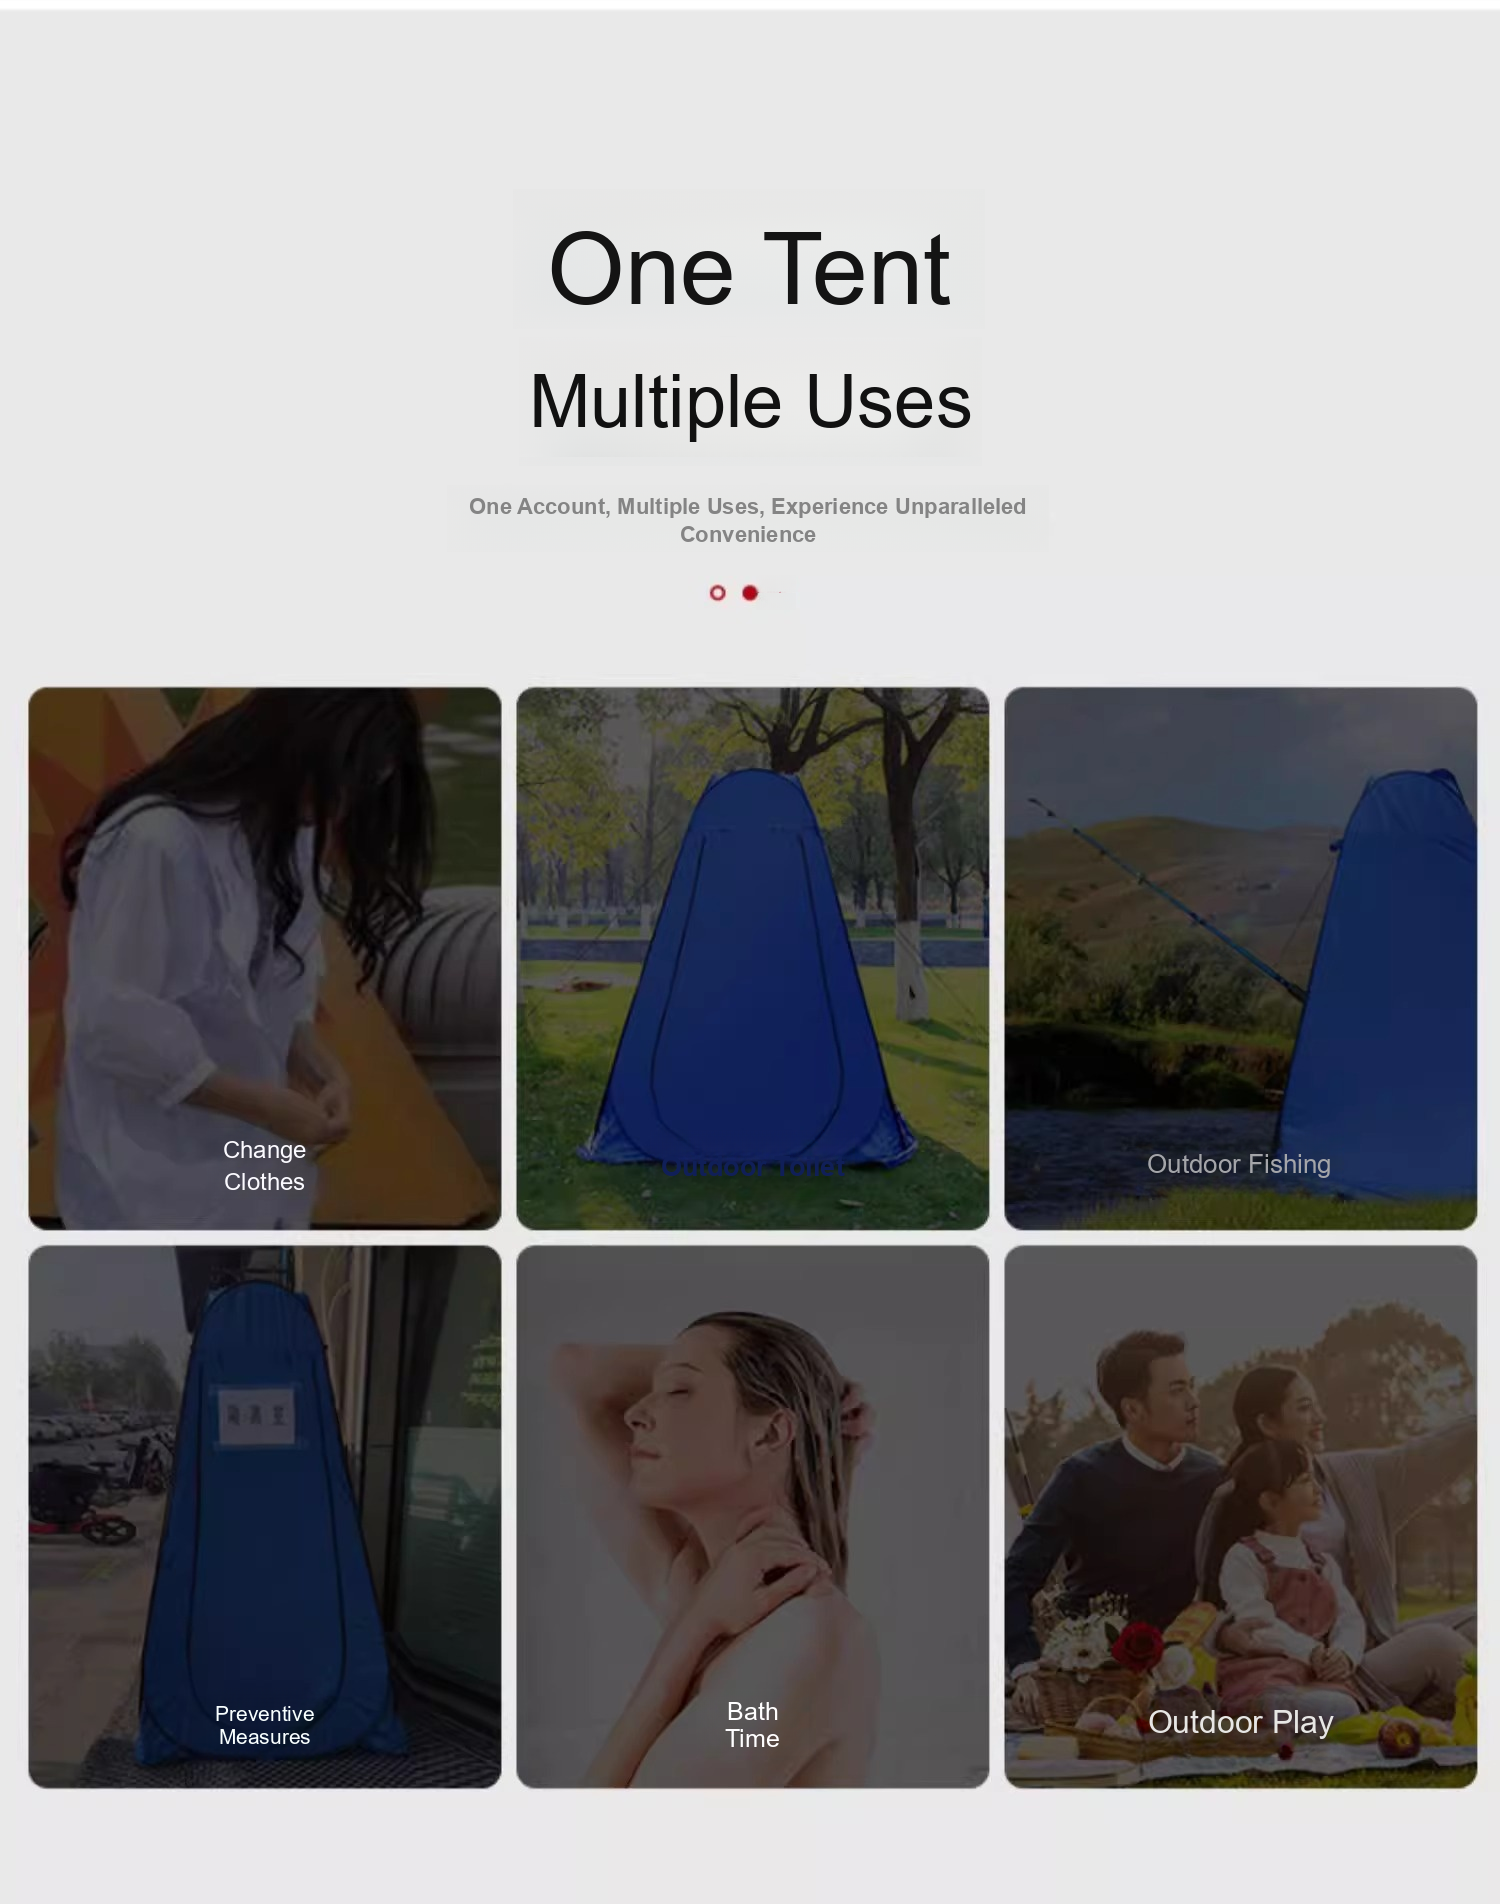 One Tent
Multiple Uses
One Account, Multiple Uses, Experience Unparalleled
Convenience
Change
Clothes
Outdoor Toilet
Outdoor Fishing
Preventive
Measures
Bath
Time
Outdoor Play